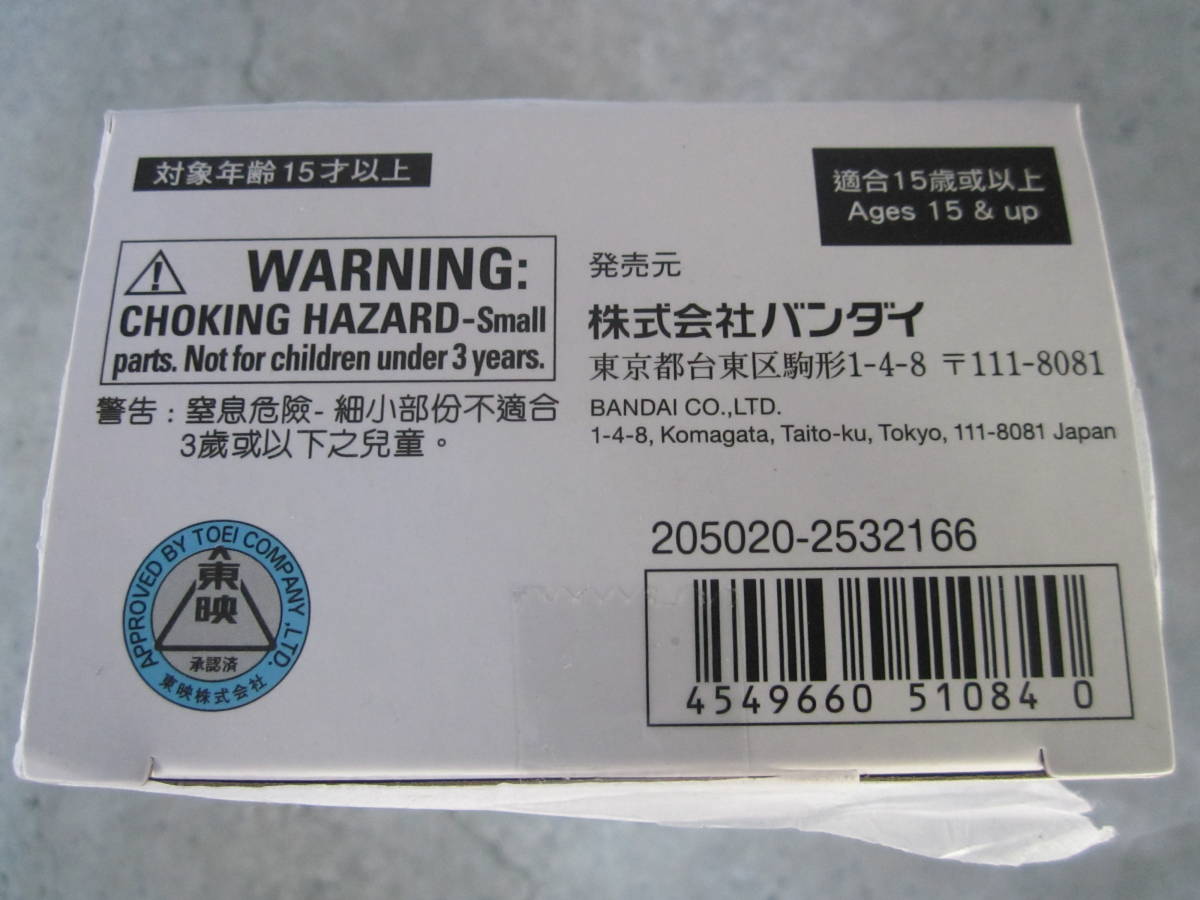 対象年齢15才以上
適合15歳或以上
Ages 15 & up
WARNING:
CHOKING HAZARD-Small
parts. Not for children under 3 years.
警告:窒息危險-細小部份不適合
3歲或以下之兒童。
発売元
株式会社バンダイ
東京都台東区駒形1-4-8 〒111-8081
BANDAI CO.,LTD.
1-4-8, Komagata, Taito-ku, Tokyo, 111-8081 Japan
APPROVED BY TOEI COMPANY ,LTD.
東映
承認済
東映株式会社
205020-2532166
4549660 51084 0